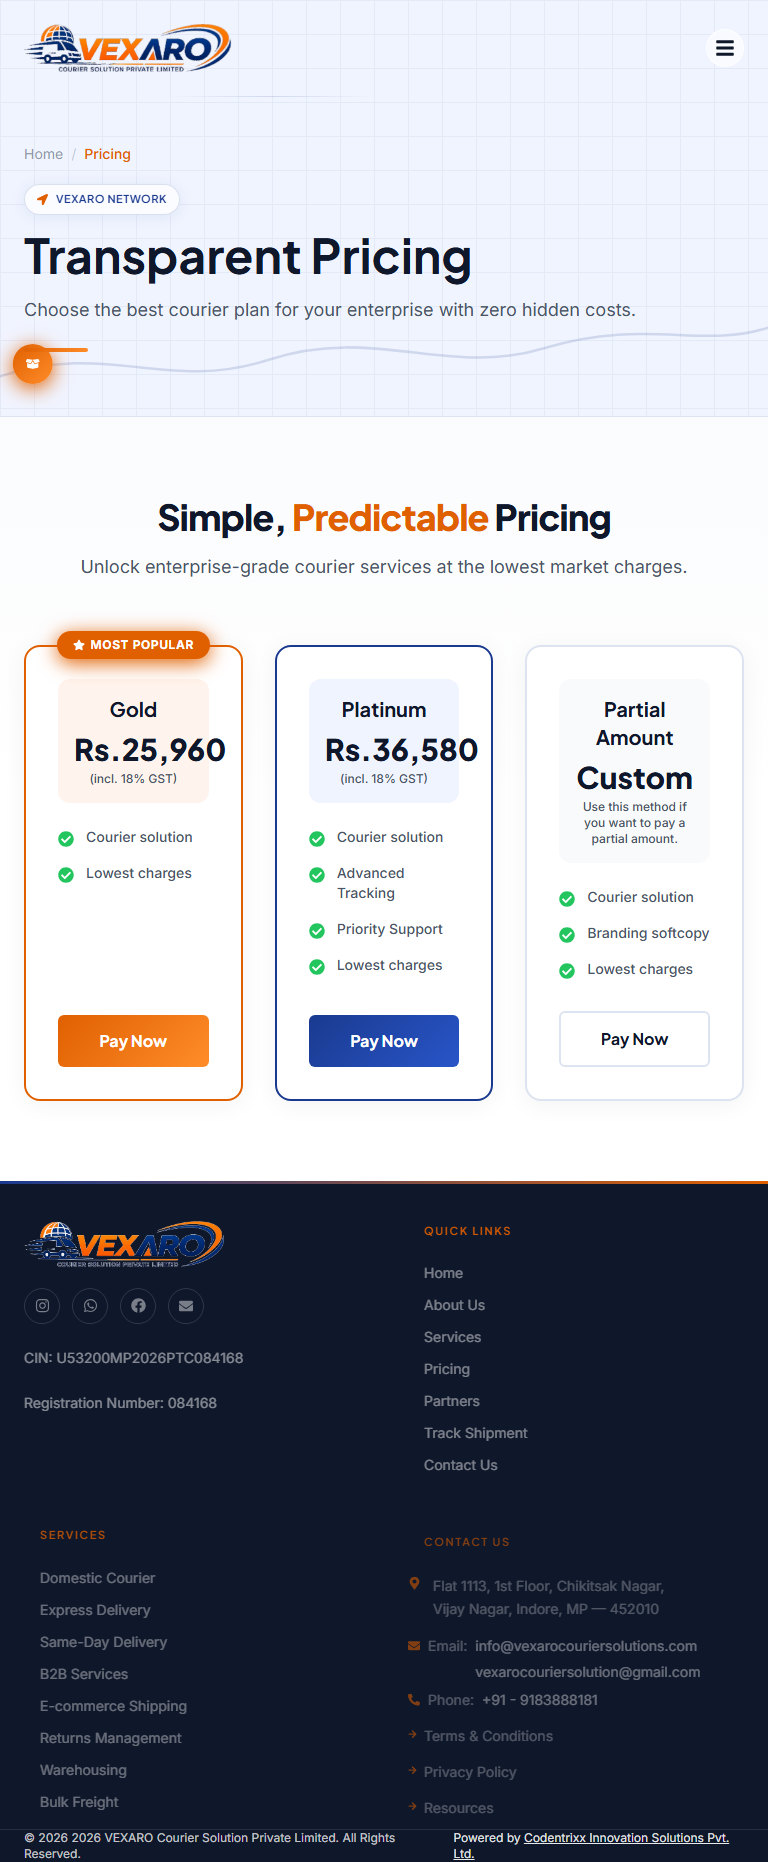 VEXARO
COURIER SOLUTION PRIVATE LIMITED
Home / Pricing
VEXARO NETWORK
Transparent Pricing
Choose the best courier plan for your enterprise with zero hidden costs.
Simple, Predictable Pricing
Unlock enterprise-grade courier services at the lowest market charges.
MOST POPULAR
Gold
Rs.25,960
(incl. 18% GST)
Courier solution
Lowest charges
Pay Now
Platinum
Rs.36,580
(incl. 18% GST)
Courier solution
Advanced
Tracking
Priority Support
Lowest charges
Pay Now
Partial
Amount
Custom
Use this method if
you want to pay a
partial amount.
Courier solution
Branding softcopy
Lowest charges
Pay Now
VEXARO
COURIER SOLUTION PRIVATE LIMITED
CIN: U53200MP2026PTC084168
Registration Number: 084168
QUICK LINKS
Home
About Us
Services
Pricing
Partners
Track Shipment
Contact Us
SERVICES
Domestic Courier
Express Delivery
Same-Day Delivery
B2B Services
E-commerce Shipping
Returns Management
Warehousing
Bulk Freight
CONTACT US
Flat 1113, 1st Floor, Chikitsak Nagar,
Vijay Nagar, Indore, MP — 452010
Email: info@vexarocouriersolutions.com
vexarocouriersolution@gmail.com
Phone: +91 - 9183888181
Terms & Conditions
Privacy Policy
Resources
© 2026 2026 VEXARO Courier Solution Private Limited. All Rights
Reserved.
Powered by Codentrixx Innovation Solutions Pvt.
Ltd.